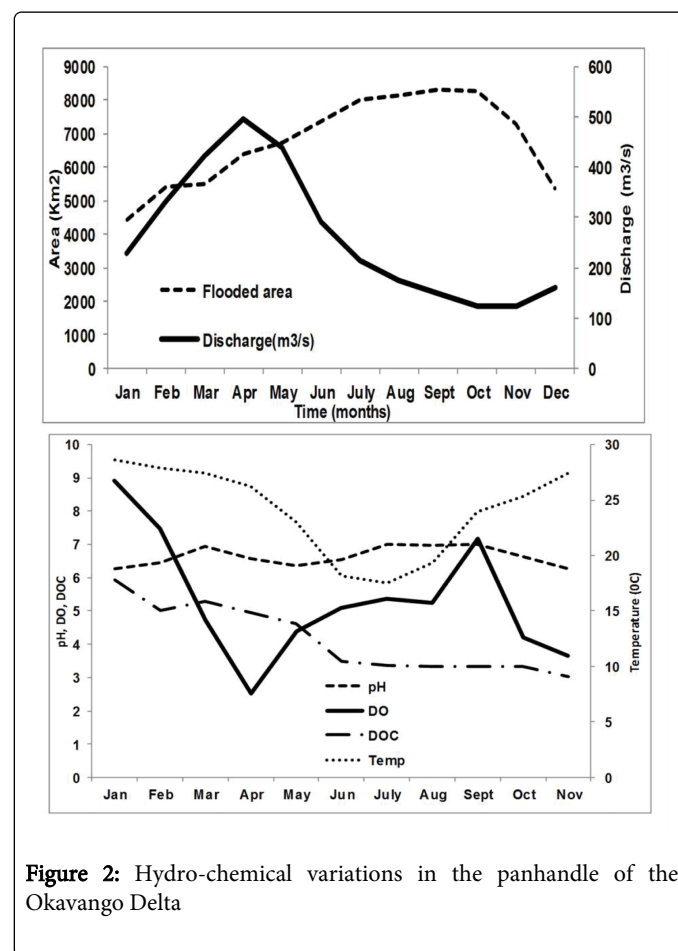 9000
8000
7000
6000
5000
4000
3000
2000
1000
0
Area (Km2)
600
500
400
300
200
100
0
Discharge (m3/s)
Flooded area
Discharge(m3/s)
Jan Feb Mar Apr May Jun July Aug Sept Oct Nov Dec
Time (months)
10
9
8
7
6
5
4
3
2
1
0
pH, DO, DOC
30
25
20
15
10
5
0
Temperature (0C)
pH
DO
DOC
Temp
Jan Feb Mar Apr May Jun July Aug Sept Oct Nov
Figure 2: Hydro-chemical variations in the panhandle of the
Okavango Delta